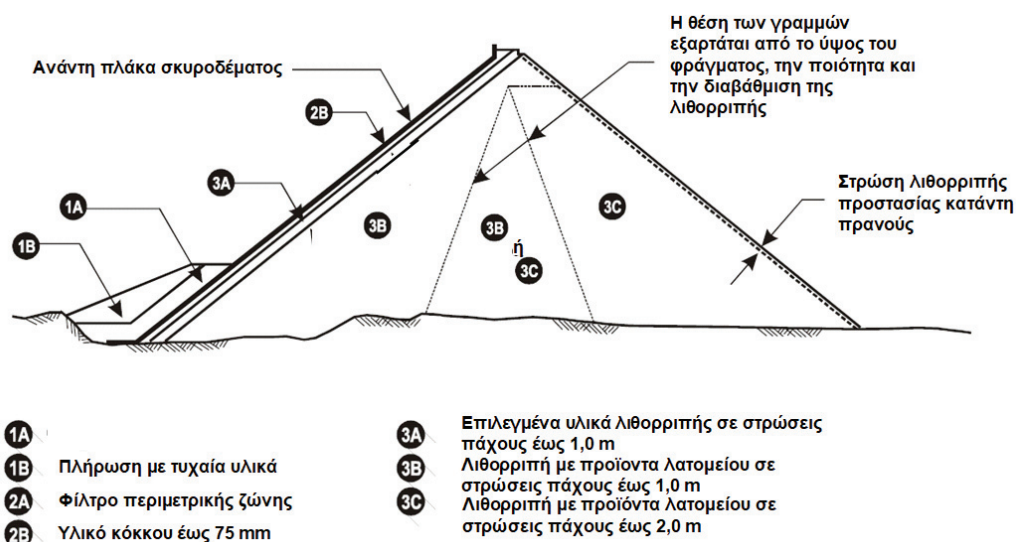 Ανάντη πλάκα σκυροδέματος
Η θέση των γραμμών
εξαρτάται από το ύψος του
φράγματος, την ποιότητα και
την διαβάθμιση της
λιθορριπής
2B
3A
1A
1B
3B
3B
ή
3C
3C
Στρώση λιθορριπής
προστασίας κατάντη
πρανούς
1A
1B Πλήρωση με τυχαία υλικά
2A Φίλτρο περιμετρικής ζώνης
2B Υλικό κόκκου έως 75 mm
3A Επιλεγμένα υλικά λιθορριπής σε στρώσεις
πάχους έως 1,0 m
3B Λιθορριπή με προϊοντα λατομείου σε
στρώσεις πάχους έως 1,0 m
3C Λιθορριπή με προϊόντα λατομείου σε
στρώσεις πάχους έως 2,0 m